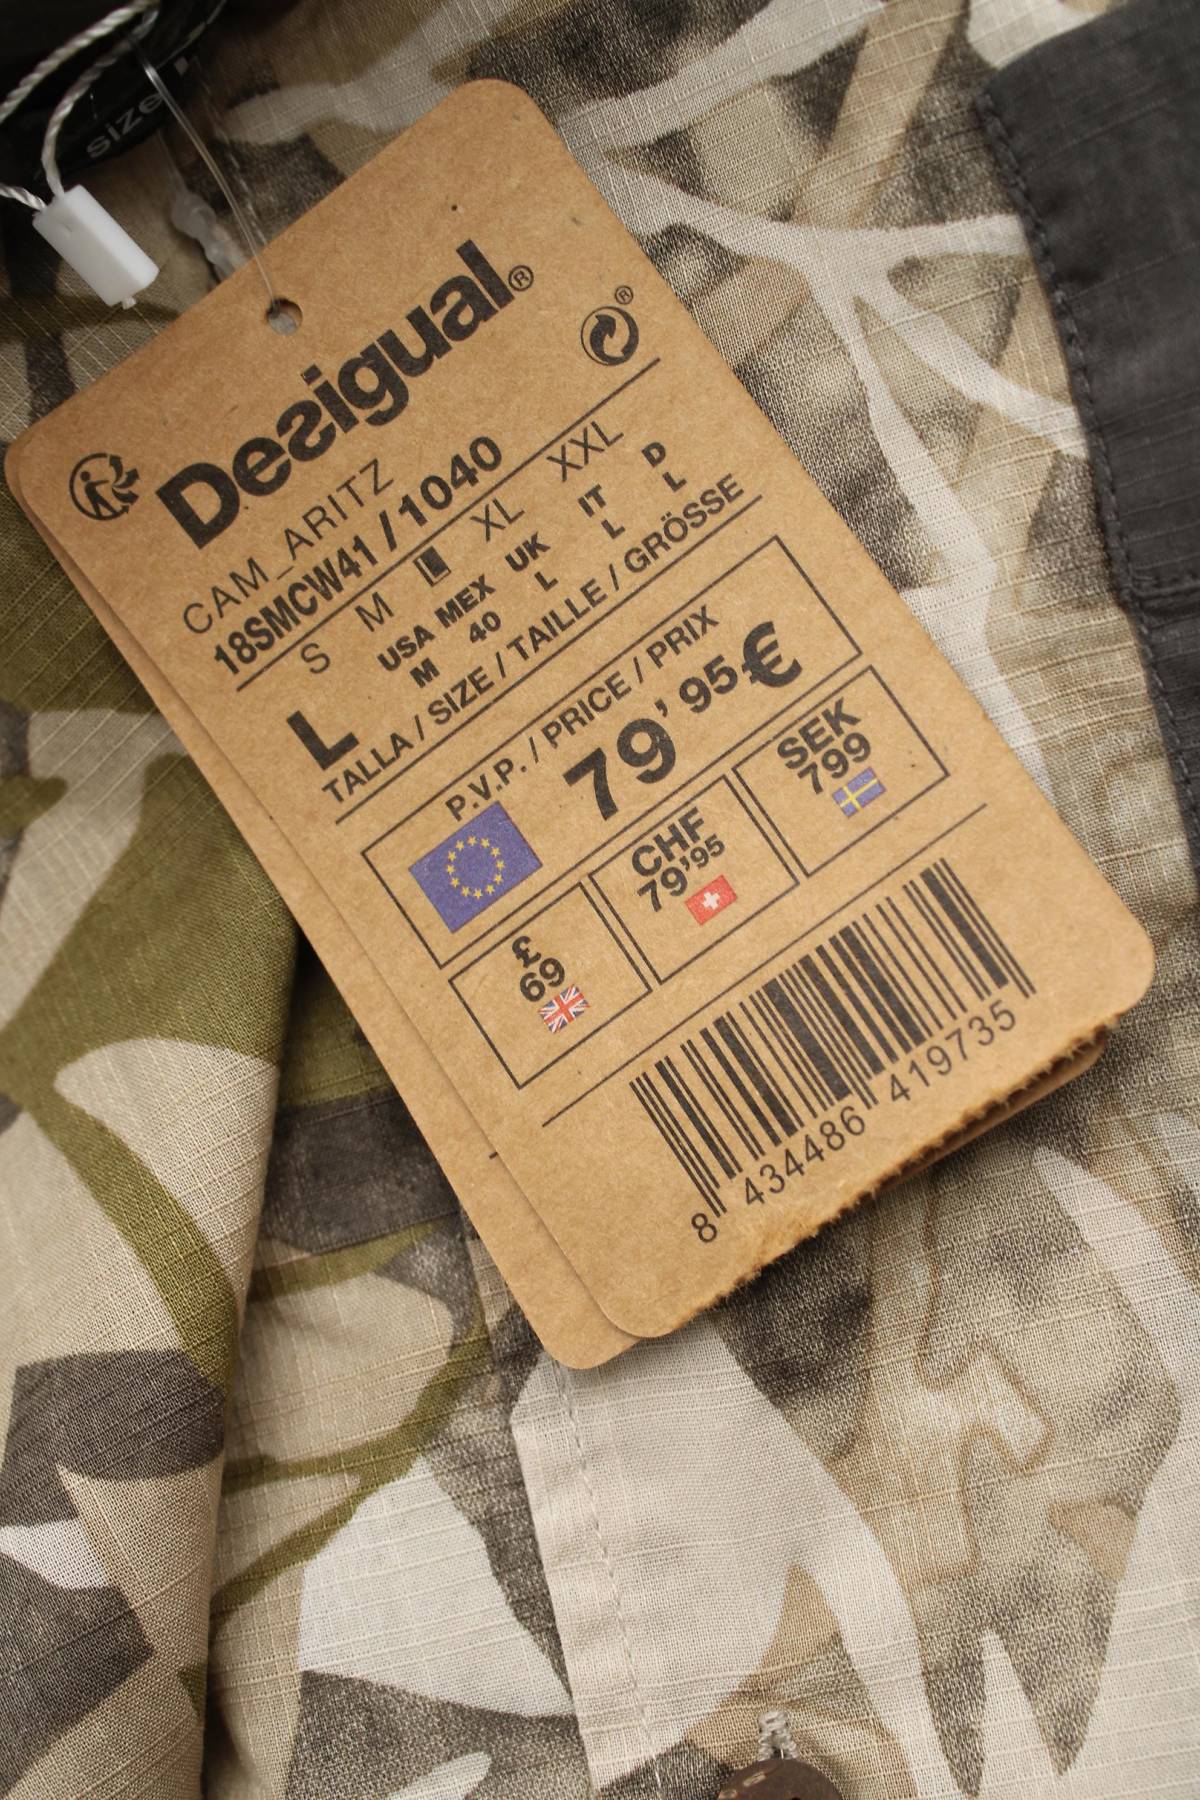 size
Desigual.®
®
CAM_ARITZ
18SMCW41 / 1040
S M L XL XXL
USA MEX UK IT D
M 40 L L L
L
TALLA / SIZE / TAILLE / GRÖSSE
P.V.P. / PRICE / PRIX
79'95€
£
69
CHF
79'95
SEK
799
8 434486 419735